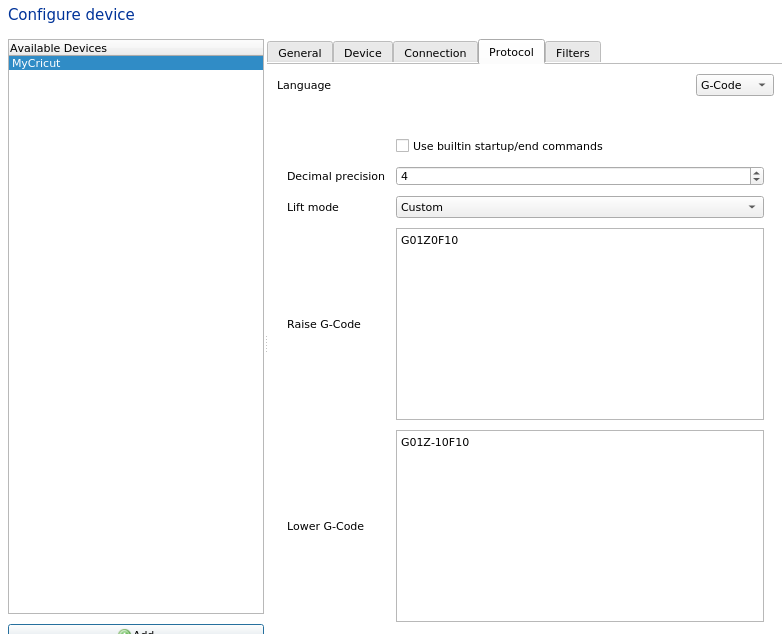 Configure device
Available Devices
MyCricut
General
Device
Connection
Protocol
Filters
Language
G-Code
Use builtin startup/end commands
Decimal precision
4
Lift mode
Custom
G01Z0F10
Raise G-Code
G01Z-10F10
Lower G-Code
Add